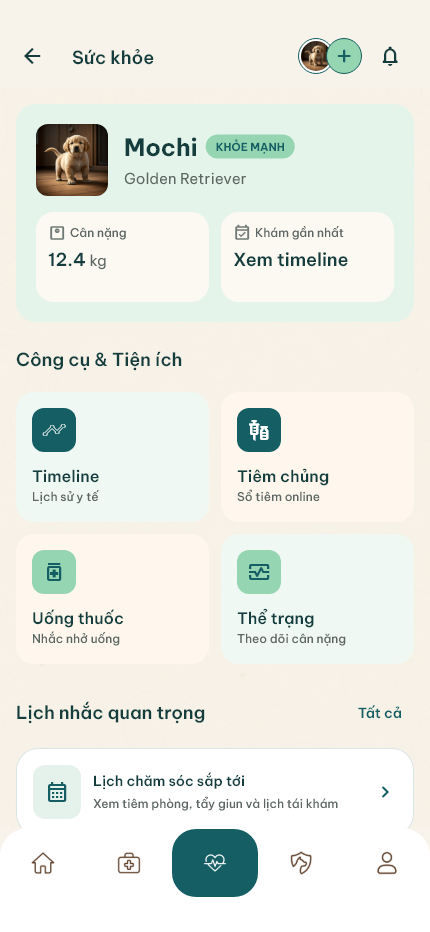 Sức khỏe
Mochi
KHỎE MẠNH
Golden Retriever
Cân nặng
12.4 kg
Khám gần nhất
Xem timeline
Công cụ & Tiện ích
Timeline
Lịch sử y tế
Tiêm chủng
Sổ tiêm online
Uống thuốc
Nhắc nhở uống
Thể trạng
Theo dõi cân nặng
Lịch nhắc quan trọng
Tất cả
Lịch chăm sóc sắp tới
Xem tiêm phòng, tẩy giun và lịch tái khám